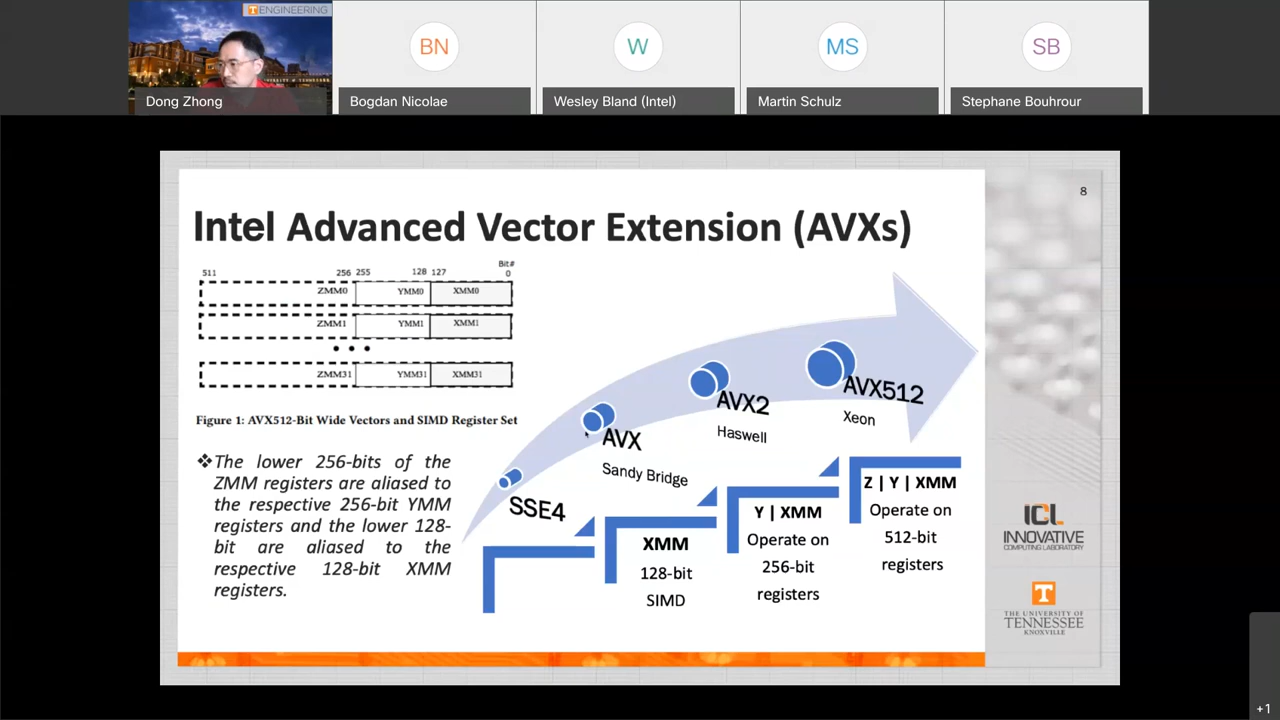 ENGINEERING
BN
W
MS
SB
Dong Zhong
Bogdan Nicolae
Wesley Bland (Intel)
Martin Schulz
Stephane Bouhrour
8
Intel Advanced Vector Extension (AVXs)
Bit#
511 256 255 128 127 0
ZMM0 YMM0 XMM0
ZMM1 YMM1 XMM1
• • •
ZMM31 YMM31 XMM31
Figure 1: AVX512-Bit Wide Vectors and SIMD Register Set
❖The lower 256-bits of the
ZMM registers are aliased to
the respective 256-bit YMM
registers and the lower 128-
bit are aliased to the
respective 128-bit XMM
registers.
SSE4
AVX
Sandy Bridge
AVX2
Haswell
AVX512
Xeon
XMM
128-bit
SIMD
Y | XMM
Operate on
256-bit
registers
Z | Y | XMM
Operate on
512-bit
registers
ICL
INNOVATIVE
COMPUTING LABORATORY
T
THE UNIVERSITY OF
TENNESSEE
KNOXVILLE
+1